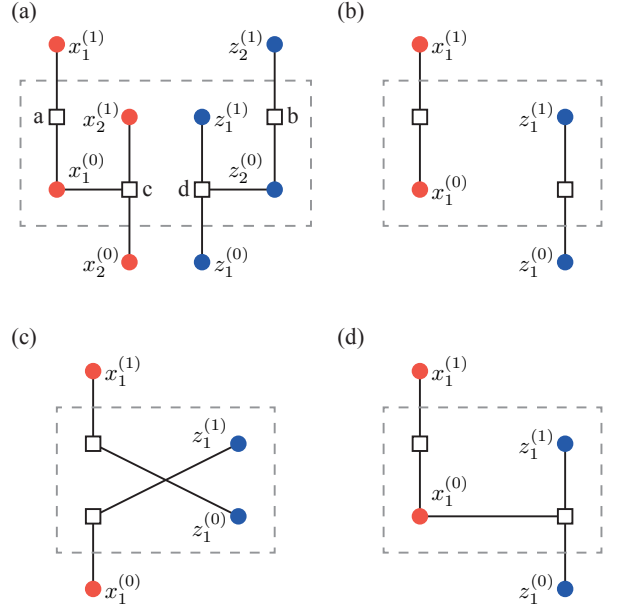 (a) (b)
x_1^{(1)} z_2^{(1)} x_1^{(1)}
a x_2^{(1)} z_1^{(1)} b z_1^{(1)}
x_1^{(0)} c d z_2^{(0)} x_1^{(0)}
x_2^{(0)} z_1^{(0)} z_1^{(0)}
(c) (d)
x_1^{(1)} x_1^{(1)}
z_1^{(1)} z_1^{(1)}
z_1^{(0)} x_1^{(0)}
x_1^{(0)} z_1^{(0)}